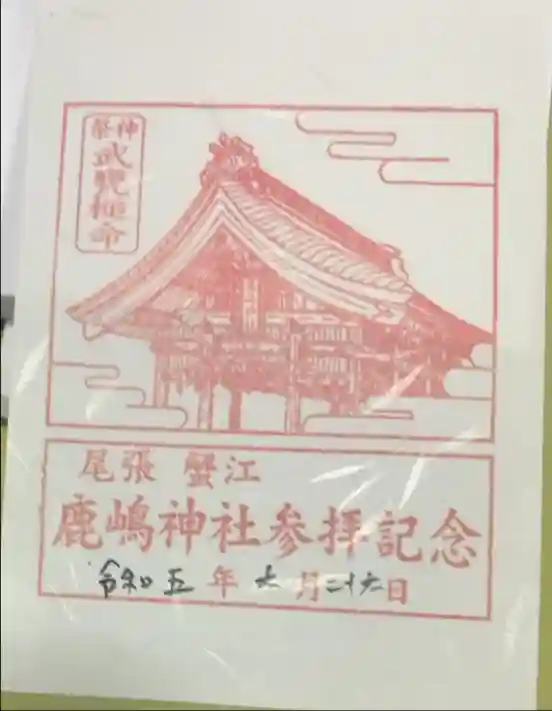 祭神
武甕槌命
尾張 蟹江
鹿嶋神社参拝記念
令和五年六月二十六日